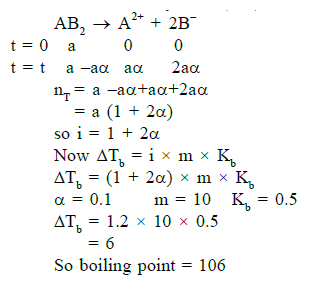 AB₂ → A²⁺ + 2B⁻
t = 0 a 0 0
t = t a –aα aα 2aα
n_T = a –aα+aα+2aα
= a (1 + 2α)
so i = 1 + 2α
Now ΔT_b = i × m × K_b
ΔT_b = (1 + 2α) × m × K_b
α = 0.1 m = 10 K_b = 0.5
ΔT_b = 1.2 × 10 × 0.5
= 6
So boiling point = 106